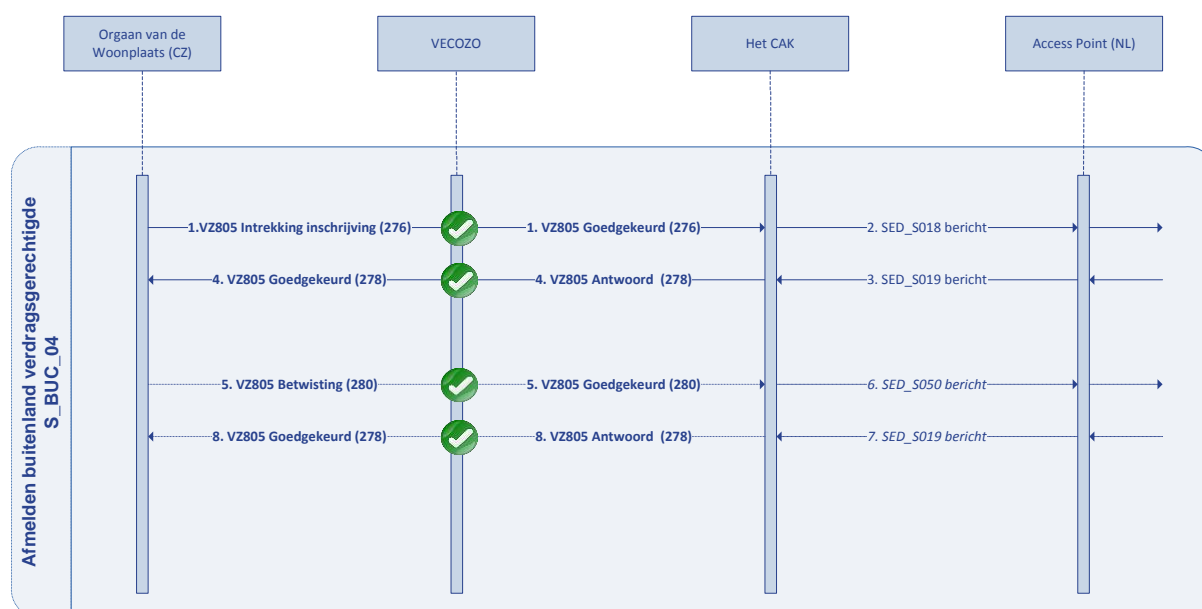 Orgaan van de
Woonplaats (CZ)
VECOZO
Het CAK
Access Point (NL)
Afmelden buitenland verdragsgerechtigde
S_BUC_04
1.VZ805 Intrekking inschrijving (276)
1. VZ805 Goedgekeurd (276)
2. SED_S018 bericht
4. VZ805 Goedgekeurd (278)
4. VZ805 Antwoord  (278)
3. SED_S019 bericht
5. VZ805 Betwisting (280)
5. VZ805 Goedgekeurd (280)
6. SED_S050 bericht
8. VZ805 Goedgekeurd (278)
8. VZ805 Antwoord  (278)
7. SED_S019 bericht